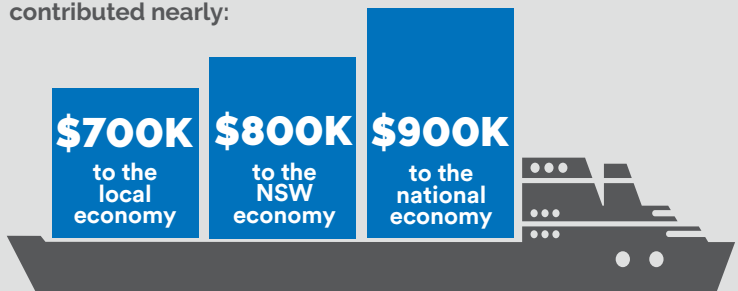 contributed nearly:
$700K
to the
local
economy
$800K
to the
NSW
economy
$900K
to the
national
economy